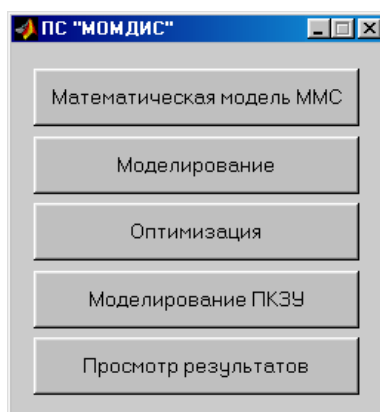 ПС "МОМДИС"
Математическая модель ММС
Моделирование
Оптимизация
Моделирование ПКЗУ
Просмотр результатов